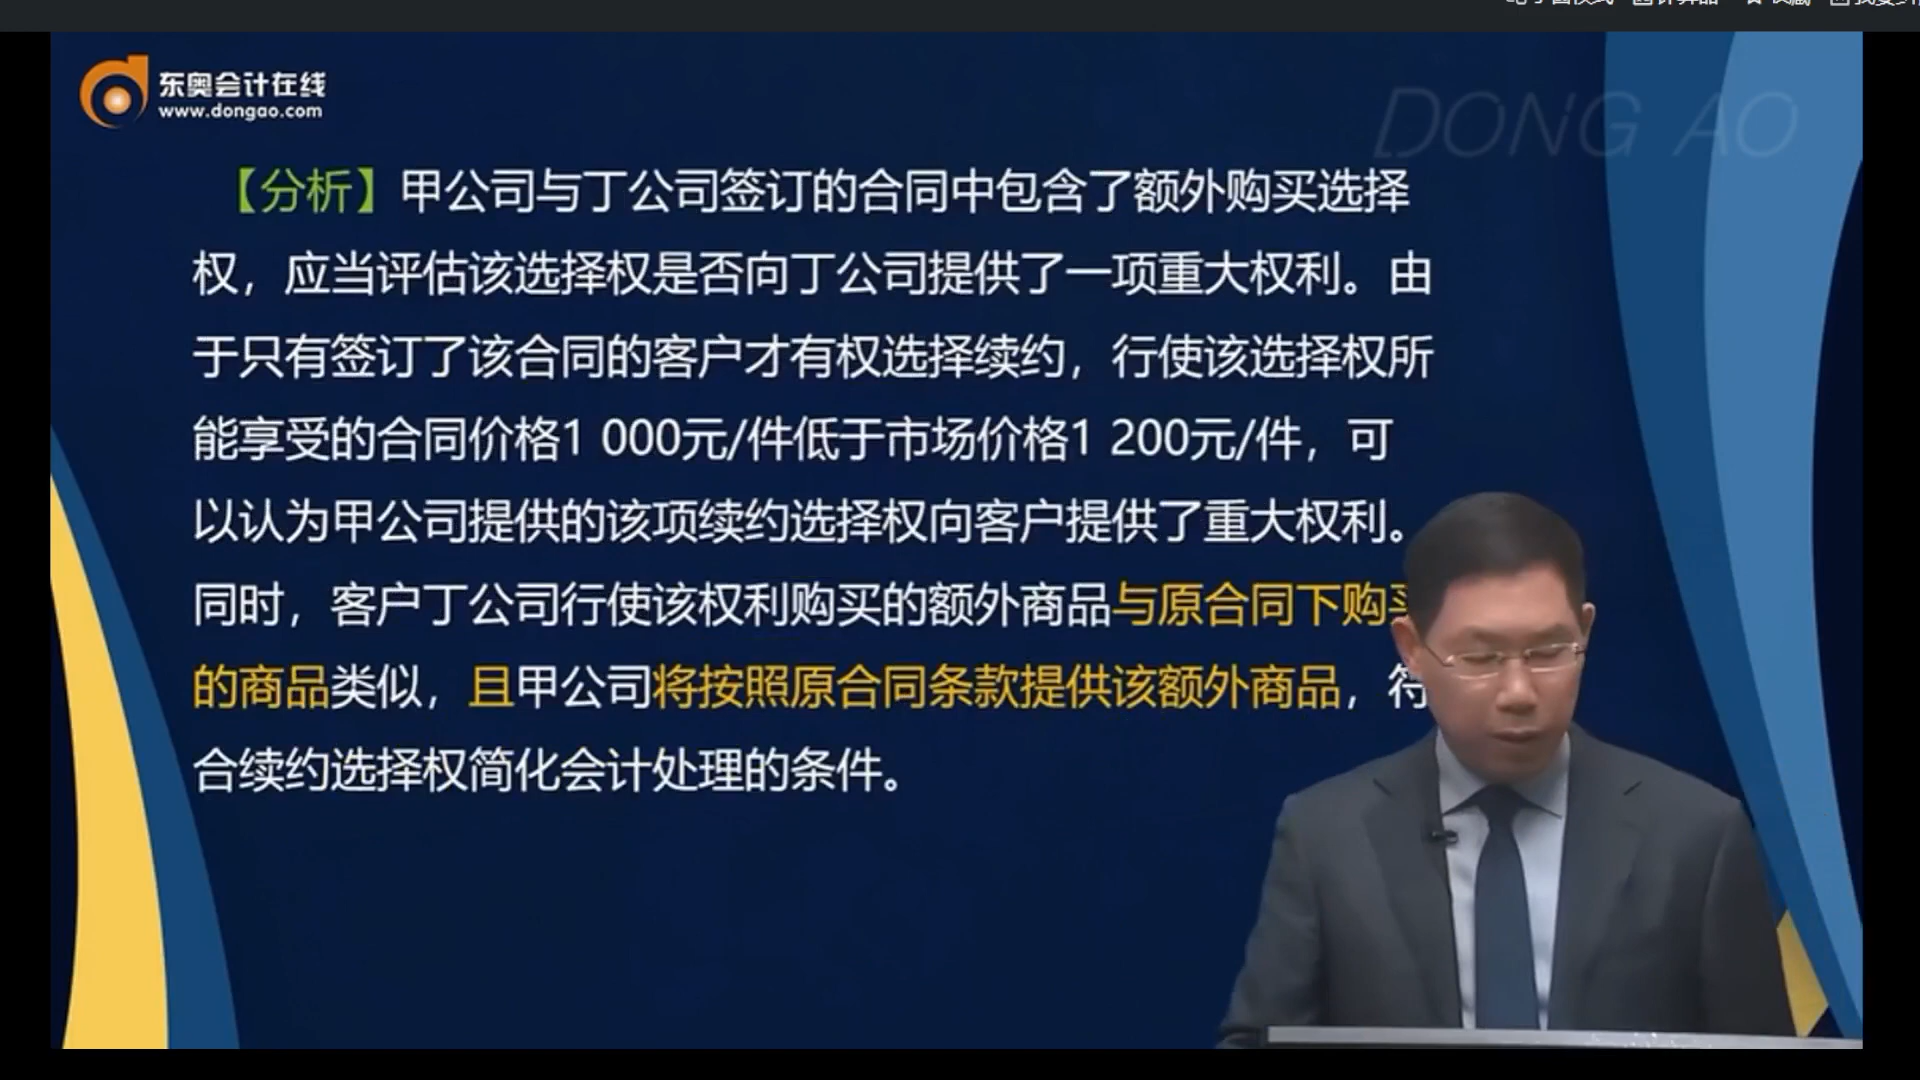 东奥会计在线
www.dongao.com
DONG AO
【分析】甲公司与丁公司签订的合同中包含了额外购买选择
权，应当评估该选择权是否向丁公司提供了一项重大权利。由
于只有签订了该合同的客户才有权选择续约，行使该选择权所
能享受的合同价格1 000元/件低于市场价格1 200元/件，可
以认为甲公司提供的该项续约选择权向客户提供了重大权利。
同时，客户丁公司行使该权利购买的额外商品与原合同下购买
的商品类似，且甲公司将按照原合同条款提供该额外商品，符
合续约选择权简化会计处理的条件。